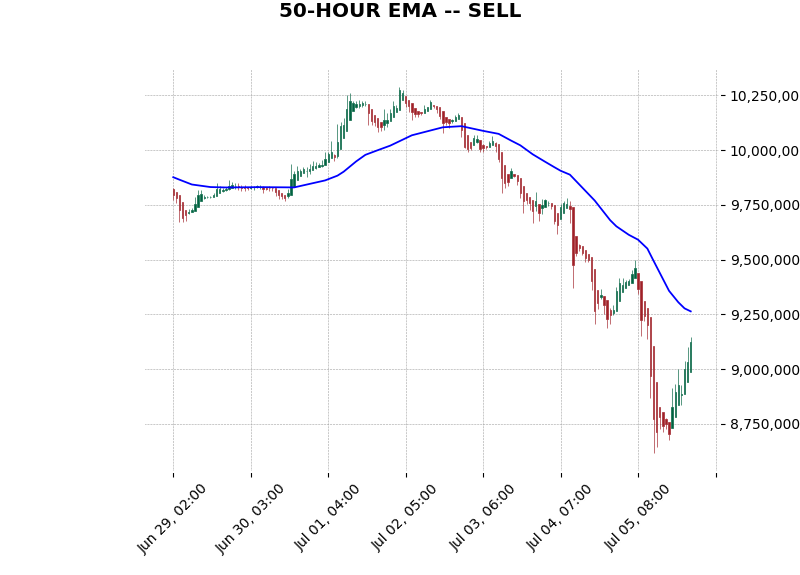 50-HOUR EMA -- SELL
10,250,00
10,000,00
9,750,000
9,500,000
9,250,000
9,000,000
8,750,000
Jun 29, 02:00
Jun 30, 03:00
Jul 01, 04:00
Jul 02, 05:00
Jul 03, 06:00
Jul 04, 07:00
Jul 05, 08:00